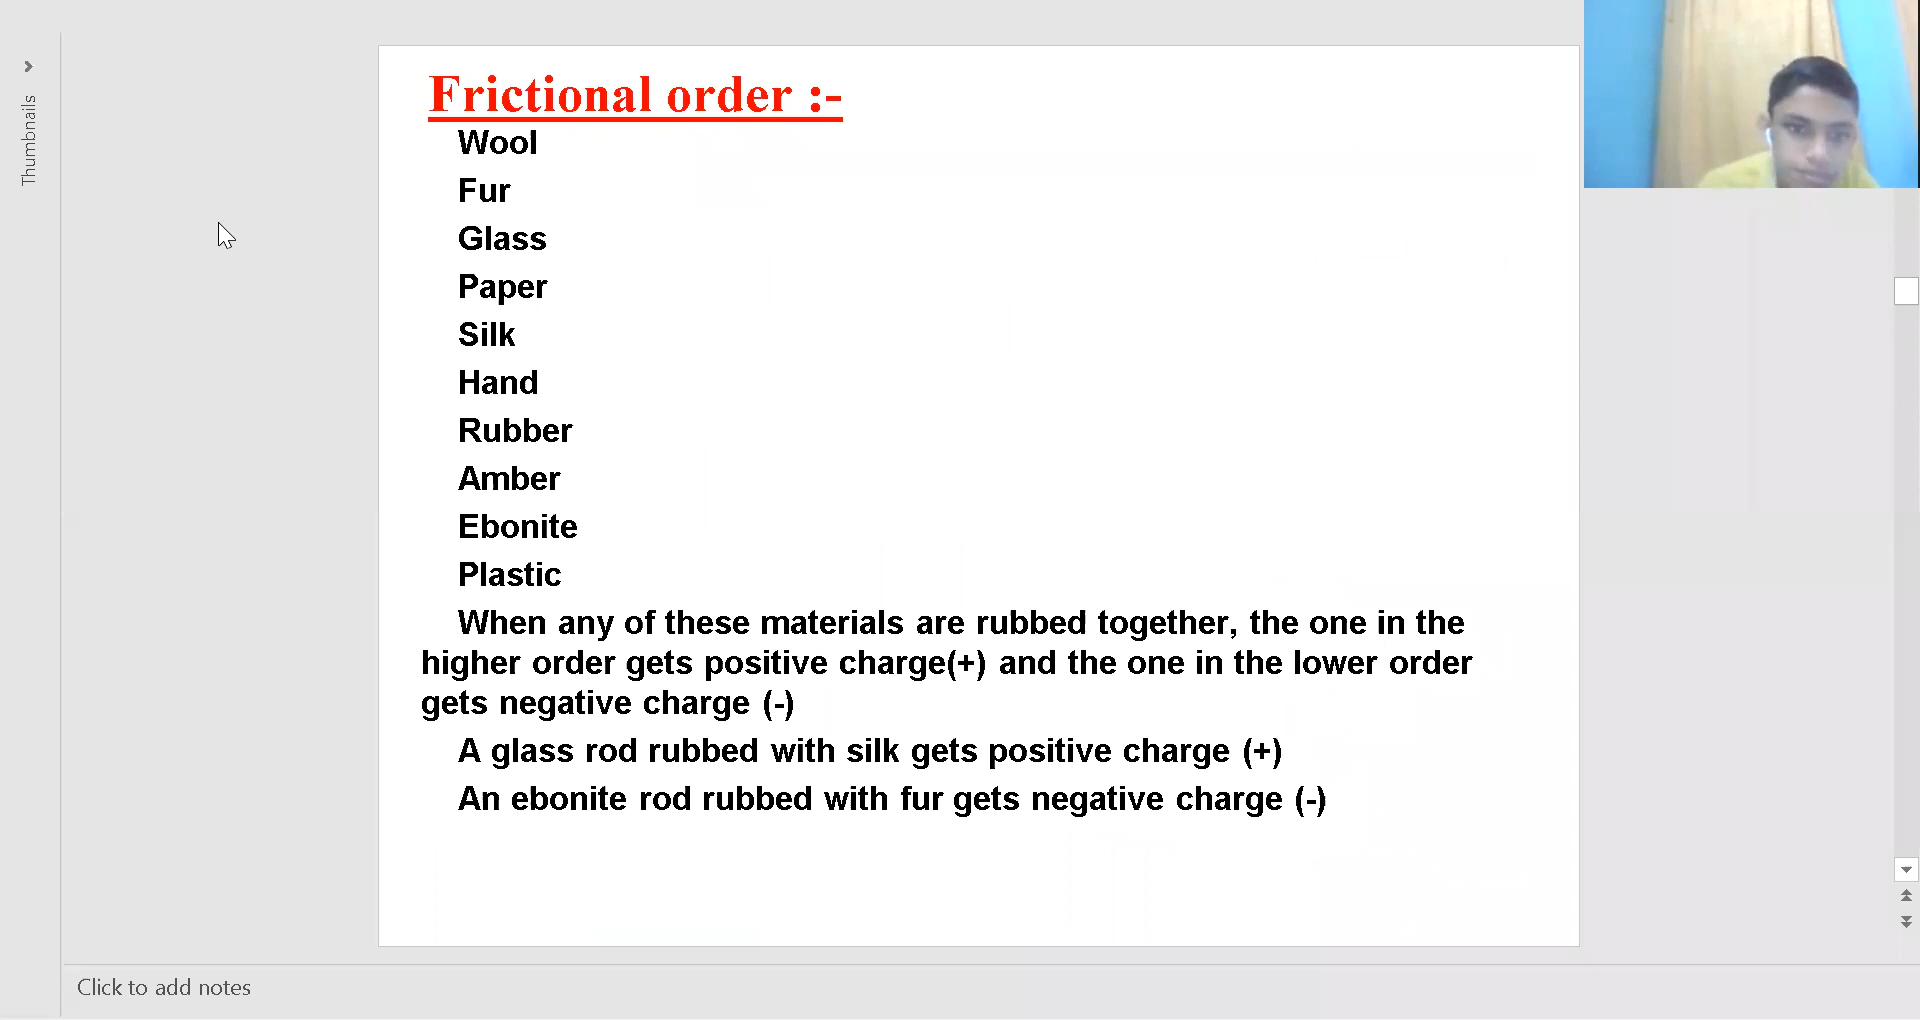 Thumbnails
Frictional order :-
Wool
Fur
Glass
Paper
Silk
Hand
Rubber
Amber
Ebonite
Plastic
When any of these materials are rubbed together, the one in the
higher order gets positive charge(+) and the one in the lower order
gets negative charge (-)
A glass rod rubbed with silk gets positive charge (+)
An ebonite rod rubbed with fur gets negative charge (-)
Click to add notes